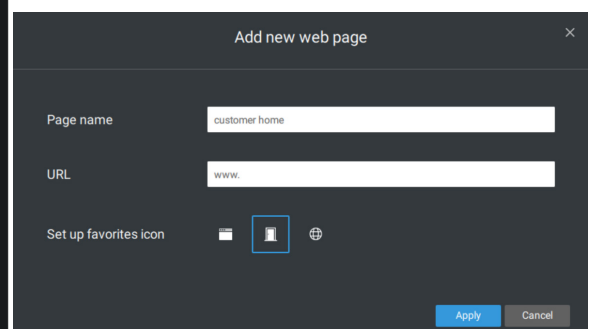 Add new web page
Page name
customer home
URL
www.
Set up favorites icon
Apply
Cancel